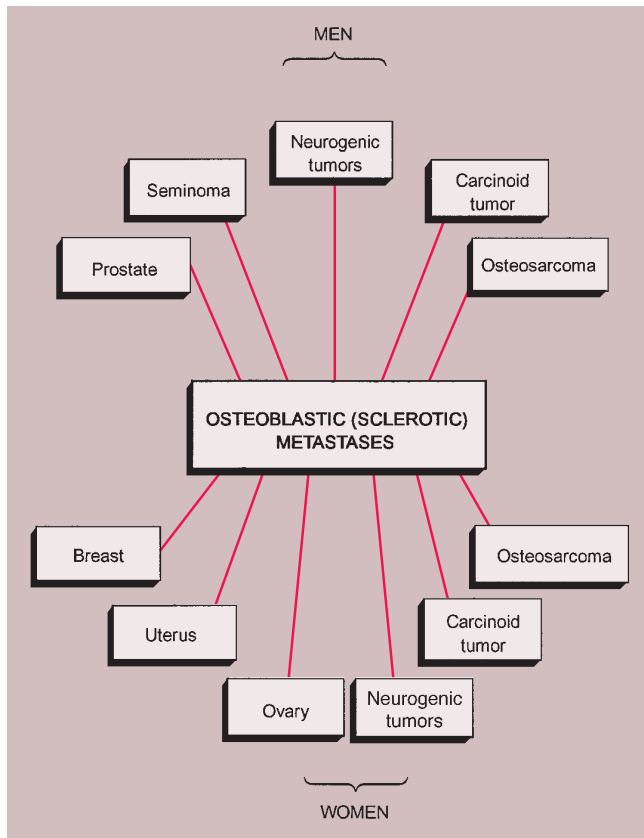 MEN
Neurogenic
tumors
Seminoma
Carcinoid
tumor
Prostate
Osteosarcoma
OSTEOBLASTIC (SCLEROTIC)
METASTASES
Breast
Osteosarcoma
Uterus
Carcinoid
tumor
Ovary
Neurogenic
tumors
WOMEN